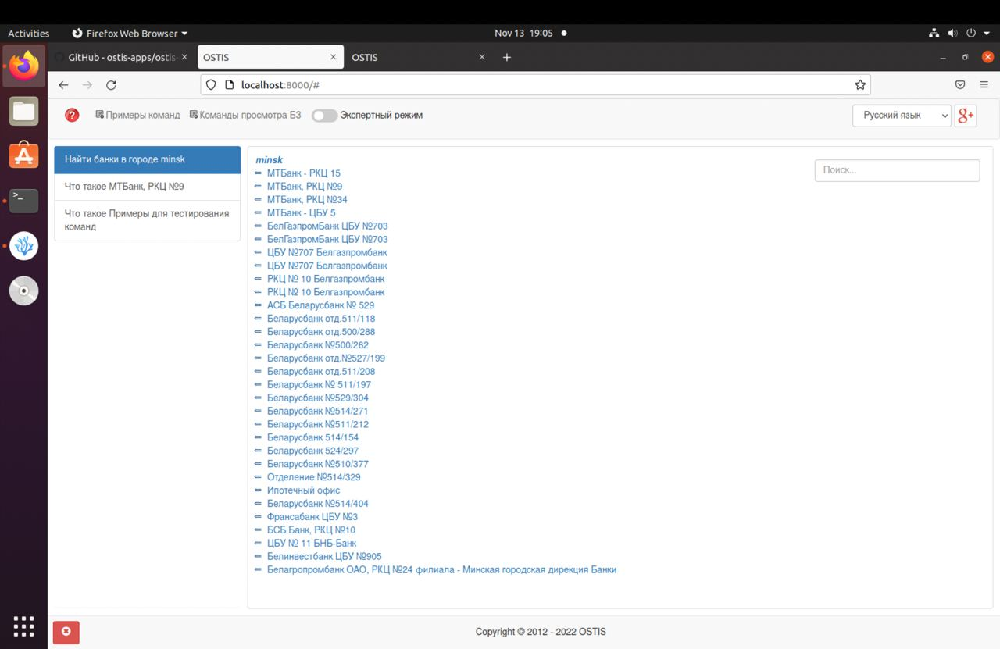 Activities
Firefox Web Browser
Nov 13 19:05
GitHub - ostis-apps/ostis-
OSTIS
OSTIS
localhost:8000/#
Примеры команд
Команды просмотра БЗ
Экспертный режим
Русский язык
g+
Найти банки в городе minsk
Что такое МТБанк, РКЦ №9
Что такое Примеры для тестирования
команд
minsk
Поиск...
МТБанк - РКЦ 15
МТБанк, РКЦ №9
МТБанк, РКЦ №34
МТБанк - ЦБУ 5
БелГазпромБанк ЦБУ №703
БелГазпромБанк ЦБУ №703
ЦБУ №707 Белгазпромбанк
ЦБУ №707 Белгазпромбанк
РКЦ № 10 Белгазпромбанк
РКЦ № 10 Белгазпромбанк
АСБ Беларусбанк № 529
Беларусбанк отд.511/118
Беларусбанк отд.500/288
Беларусбанк №500/262
Беларусбанк отд.№527/199
Беларусбанк отд.511/208
Беларусбанк № 511/197
Беларусбанк №529/304
Беларусбанк №514/271
Беларусбанк №511/212
Беларусбанк 514/154
Беларусбанк 524/297
Беларусбанк №510/377
Отделение №514/329
Ипотечный офис
Беларусбанк №514/404
Франсабанк ЦБУ №3
БСБ Банк, РКЦ №10
ЦБУ № 11 БНБ-Банк
Белинвестбанк ЦБУ №905
Белагропромбанк ОАО, РКЦ №24 филиала - Минская городская дирекция Банки
Copyright © 2012 - 2022 OSTIS